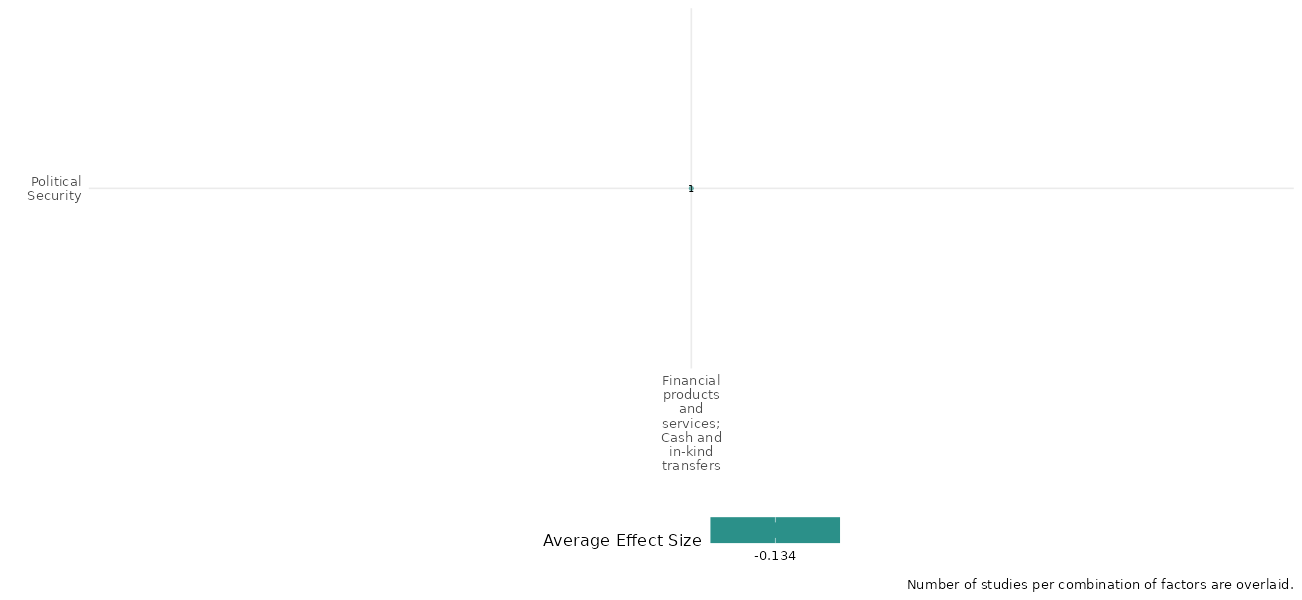 Political
Security
1
Financial
products
and
services;
Cash and
in-kind
transfers
Average Effect Size
-0.134
Number of studies per combination of factors are overlaid.